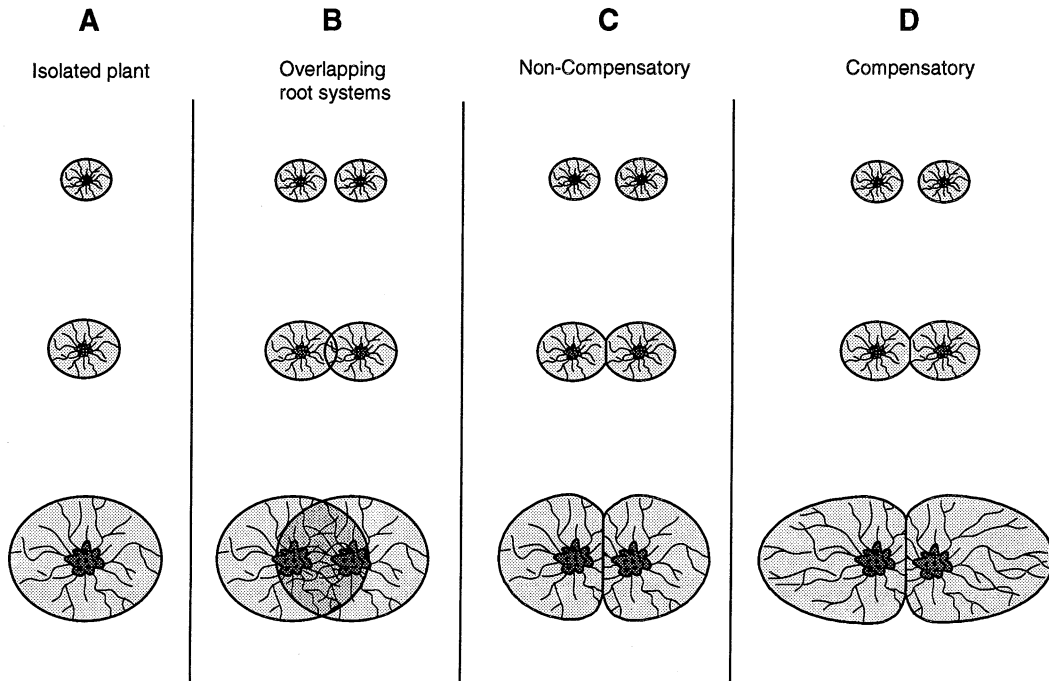 A
Isolated plant
B
Overlapping
root systems
C
Non-Compensatory
D
Compensatory